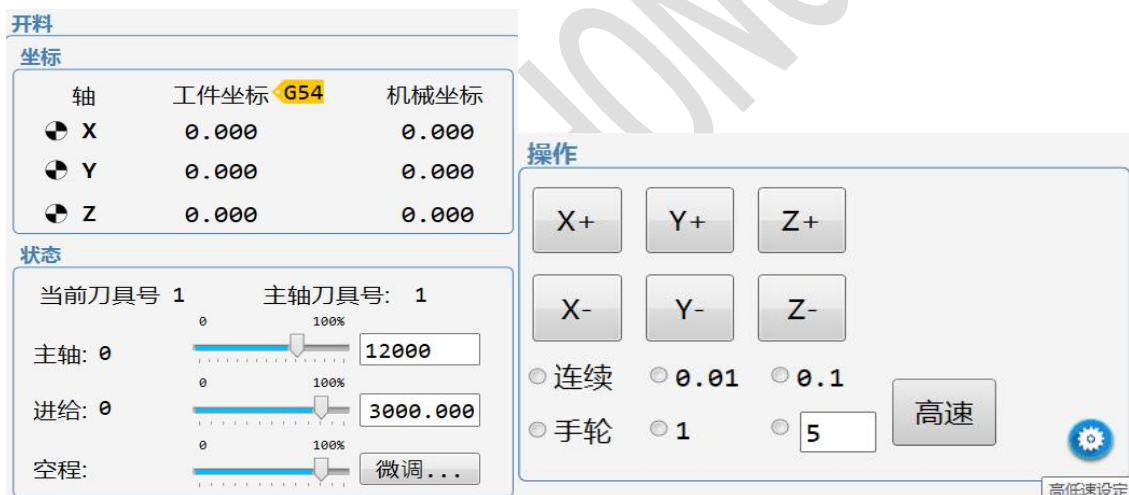 开料
坐标
轴 工件坐标 G54 机械坐标
X 0.000 0.000
Y 0.000 0.000
Z 0.000 0.000
状态
当前刀具号 1 主轴刀具号: 1
0 100%
主轴: 0 12000
0 100%
进给: 0 3000.000
0 100%
空程: 微调...
操作
X+ Y+ Z+
X- Y- Z-
连续 0.01 0.1
手轮 1 5
高速
高低速设定
HONG